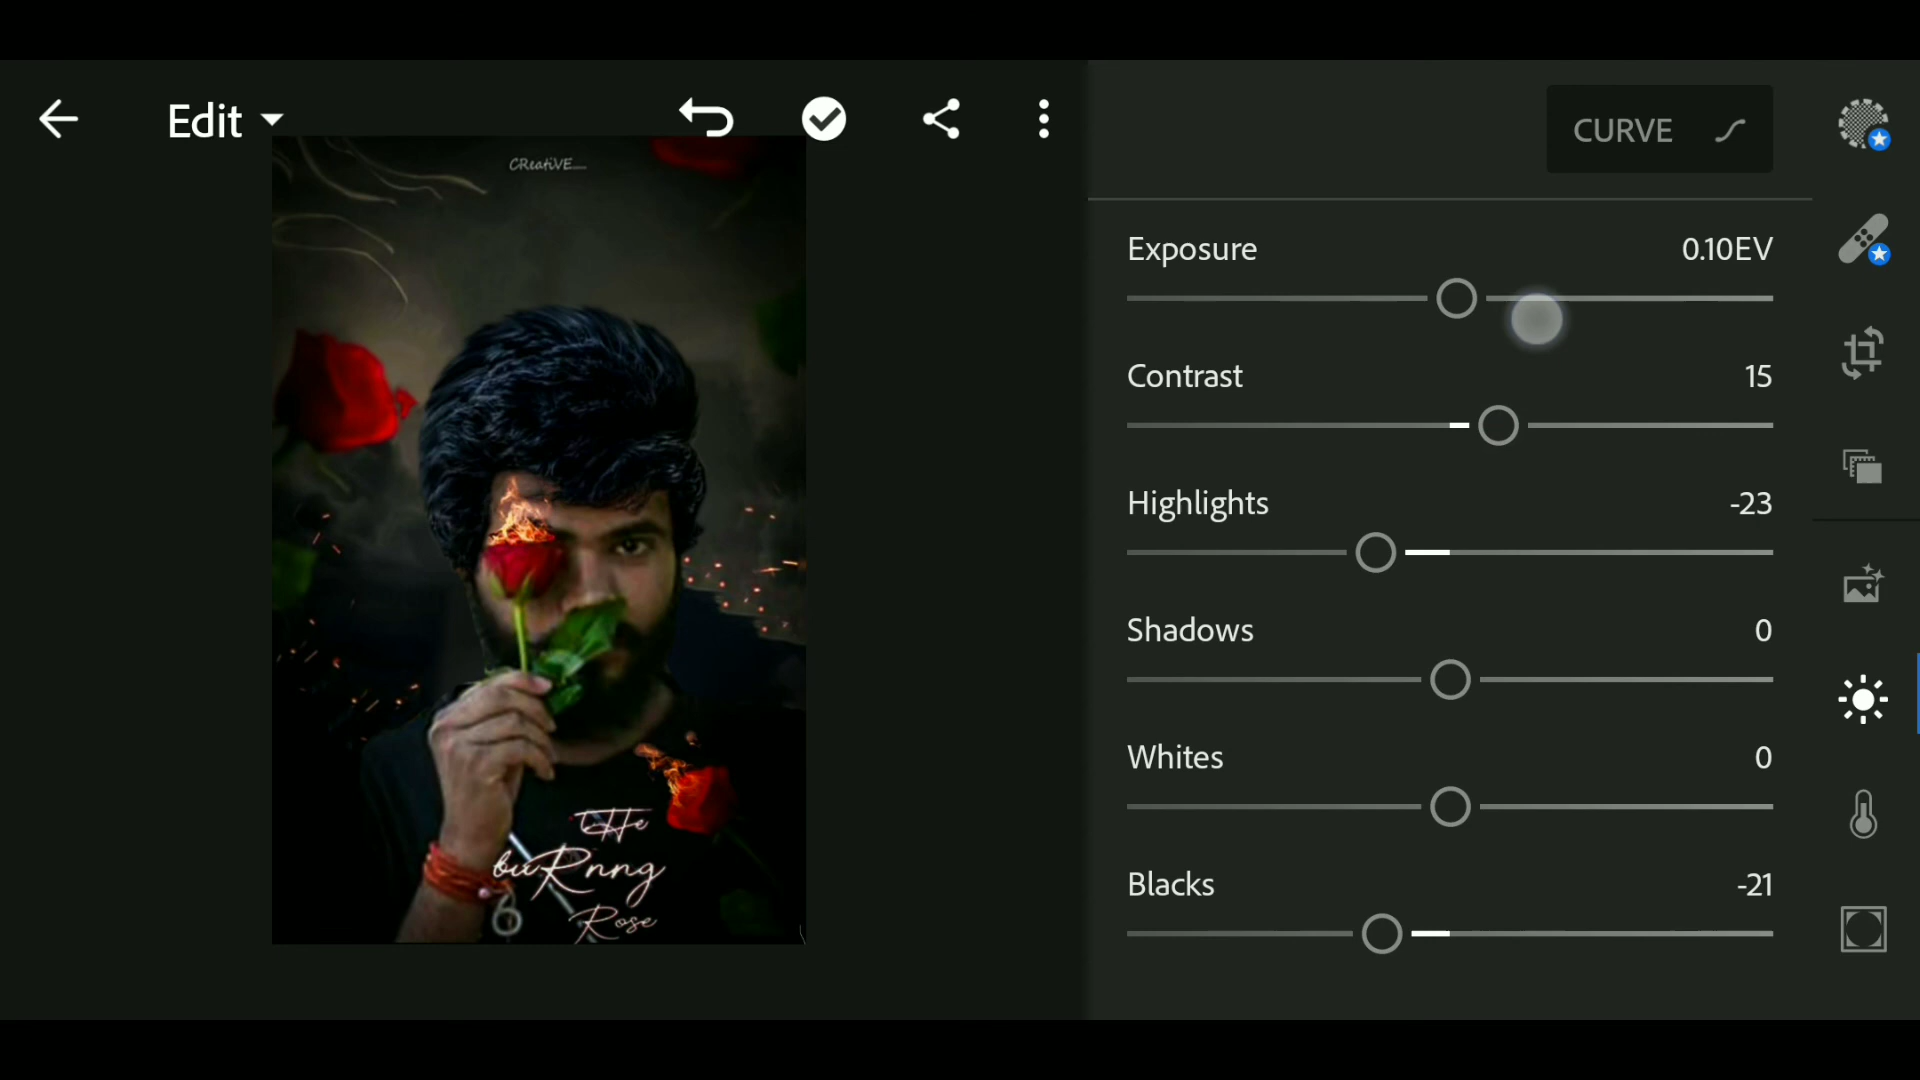 Edit
CURVE
CReatiVE
Exposure 0.10EV
Contrast 15
Highlights -23
Shadows 0
Whites 0
Blacks -21
tHe
buRnng
Rose